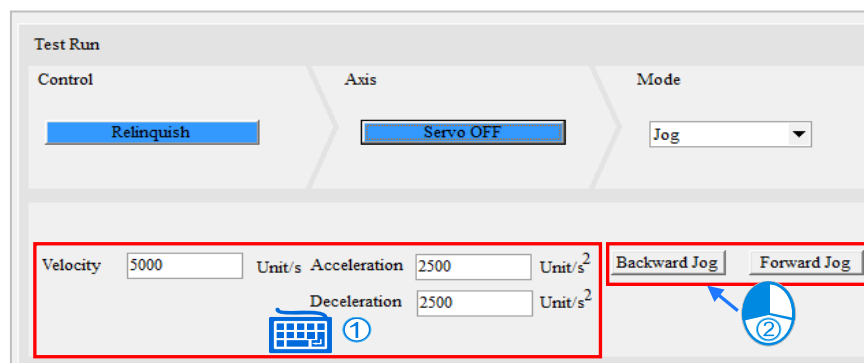 Test Run
Control Axis Mode
Relinquish Servo OFF Jog
Velocity 5000 Unit/s Acceleration 2500 Unit/s² Backward Jog Forward Jog
Deceleration 2500 Unit/s²
① ②